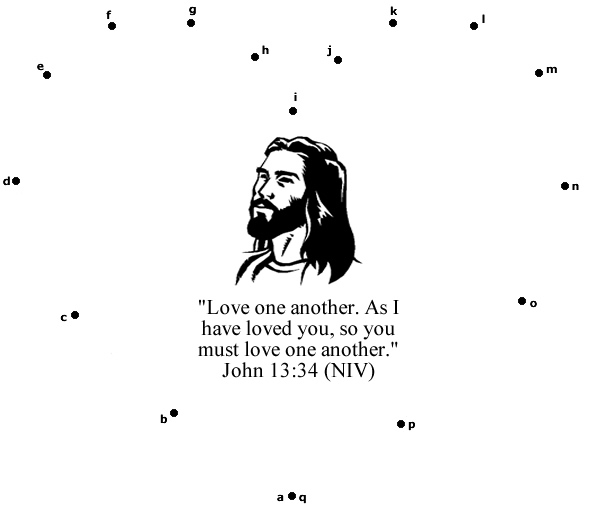 f
g
k
l
h
j
e
m
i
d
n
"Love one another. As I
have loved you, so you
must love one another."
John 13:34 (NIV)
c
o
b
p
a q